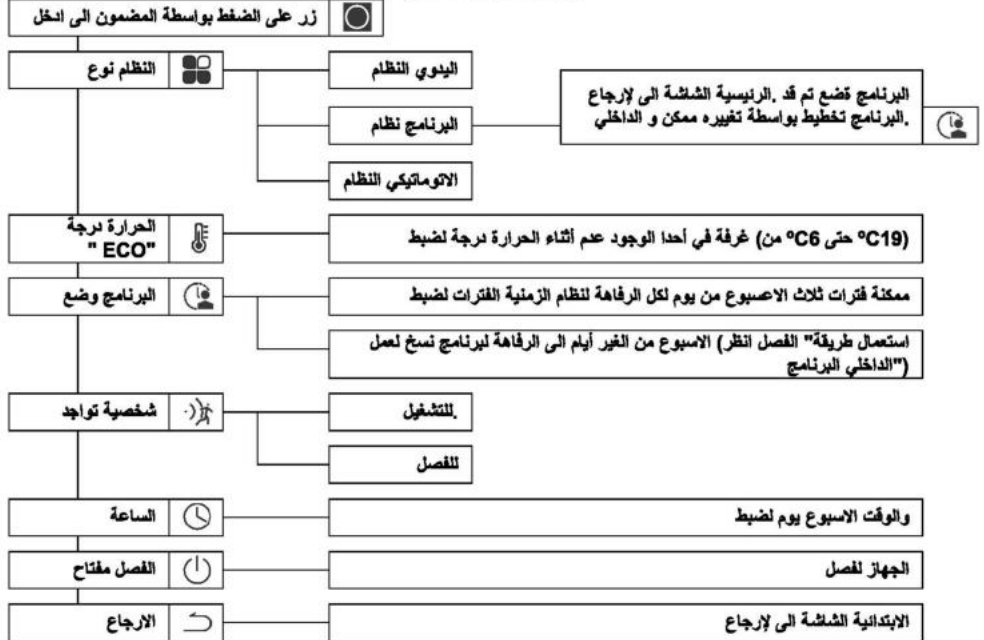 ادخل الى المضمون بواسطة الضغط على زر
نوع النظام
النظام اليدوي
لإرجاع الى الشاشة الرئيسية. قد تم قضع البرنامج
الداخلي و ممكن تغييره بواسطة تخطيط البرنامج.
نظام البرنامج
النظام الاتوماتيكي
درجة الحرارة
" ECO"
لضبط درجة الحرارة أثناء عدم الوجود أحدا في غرفة (من ºC6 حتى ºC19)
وضع البرنامج
لضبط الفترات الزمنية لنظام الرفاهة لكل يوم من الاعسبوع ثلاث فترات ممكنة
لعمل نسخ لبرنامج الرفاهة الى أيام الغير من الاسبوع (انظر الفصل "طريقة استعمال
البرنامج الداخلي")
تواجد شخصية
للتشغيل.
للفصل
الساعة
لضبط يوم الاسبوع والوقت
مفتاح الفصل
لفصل الجهاز
الارجاع
لإرجاع الى الشاشة الابتدائية